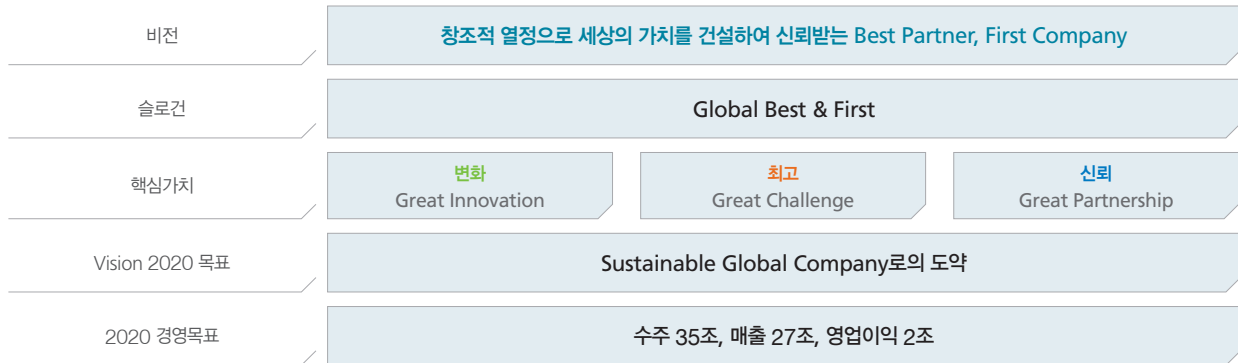 비전
창조적 열정으로 세상의 가치를 건설하여 신뢰받는 Best Partner, First Company
슬로건
Global Best & First
핵심가치
변화
Great Innovation
최고
Great Challenge
신뢰
Great Partnership
Vision 2020 목표
Sustainable Global Company로의 도약
2020 경영목표
수주 35조, 매출 27조, 영업이익 2조